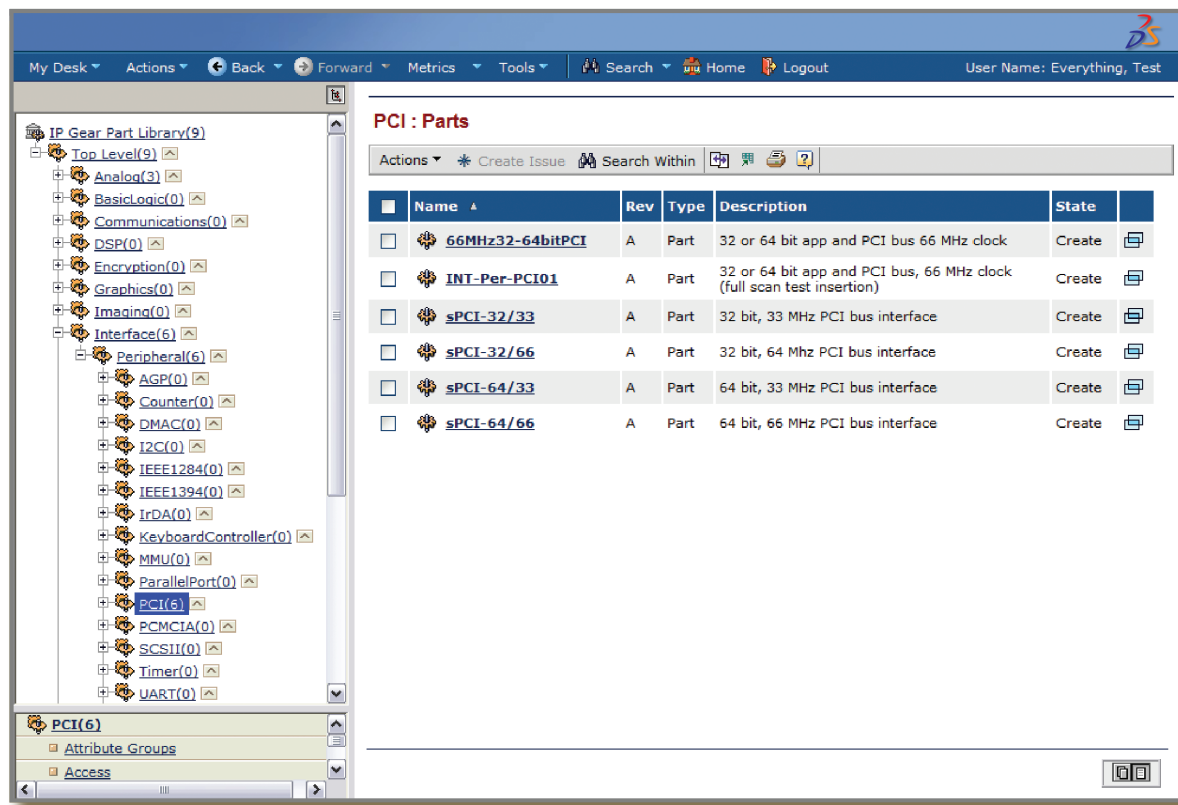 My Desk Actions Back Forward Metrics Tools Search Home Logout User Name: Everything, Test
IP Gear Part Library(9)
Top Level(9)
Analog(3)
BasicLogic(0)
Communications(0)
DSP(0)
Encryption(0)
Graphics(0)
Imaging(0)
Interface(6)
Peripheral(6)
AGP(0)
Counter(0)
DMAC(0)
I2C(0)
IEEE1284(0)
IEEE1394(0)
IrDA(0)
KeyboardController(0)
MMU(0)
ParallelPort(0)
PCI(6)
PCMCIA(0)
SCSII(0)
Timer(0)
UART(0)
PCI(6)
Attribute Groups
Access
PCI : Parts
Actions Create Issue Search Within
Name Rev Type Description State
66MHz32-64bitPCI A Part 32 or 64 bit app and PCI bus 66 MHz clock Create
INT-Per-PCI01 A Part 32 or 64 bit app and PCI bus, 66 MHz clock Create
(full scan test insertion)
sPCI-32/33 A Part 32 bit, 33 MHz PCI bus interface Create
sPCI-32/66 A Part 32 bit, 64 Mhz PCI bus interface Create
sPCI-64/33 A Part 64 bit, 33 MHz PCI bus interface Create
sPCI-64/66 A Part 64 bit, 66 MHz PCI bus interface Create